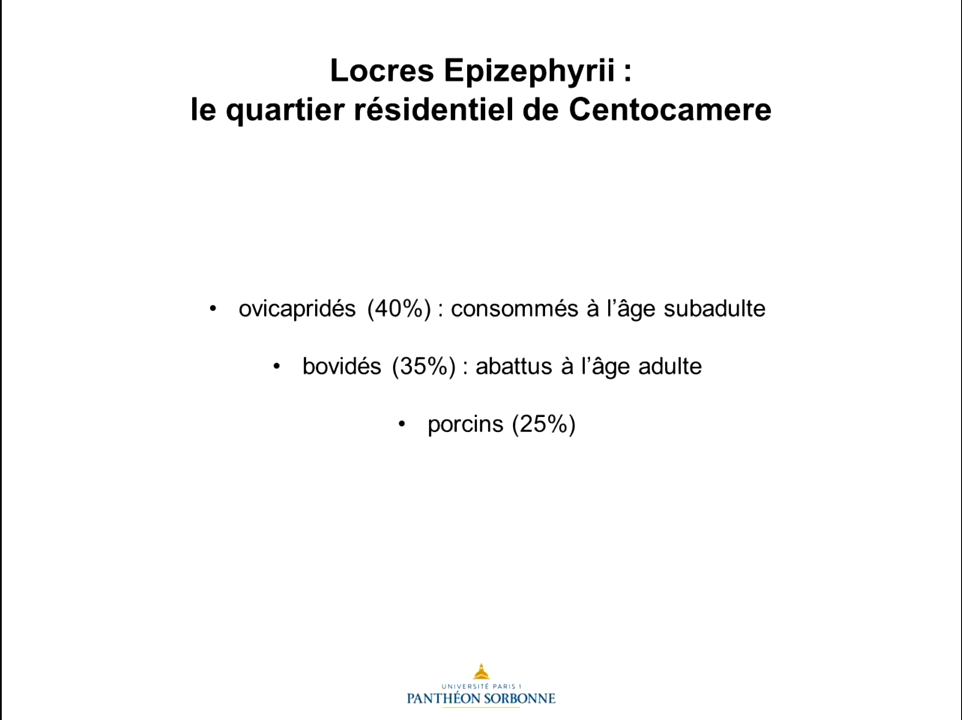 Locres Epizephyrii :
le quartier résidentiel de Centocamere
• ovicapridés (40%) : consommés à l’âge subadulte
• bovidés (35%) : abattus à l’âge adulte
• porcins (25%)
UNIVERSITÉ PARIS 1
PANTHÉON SORBONNE